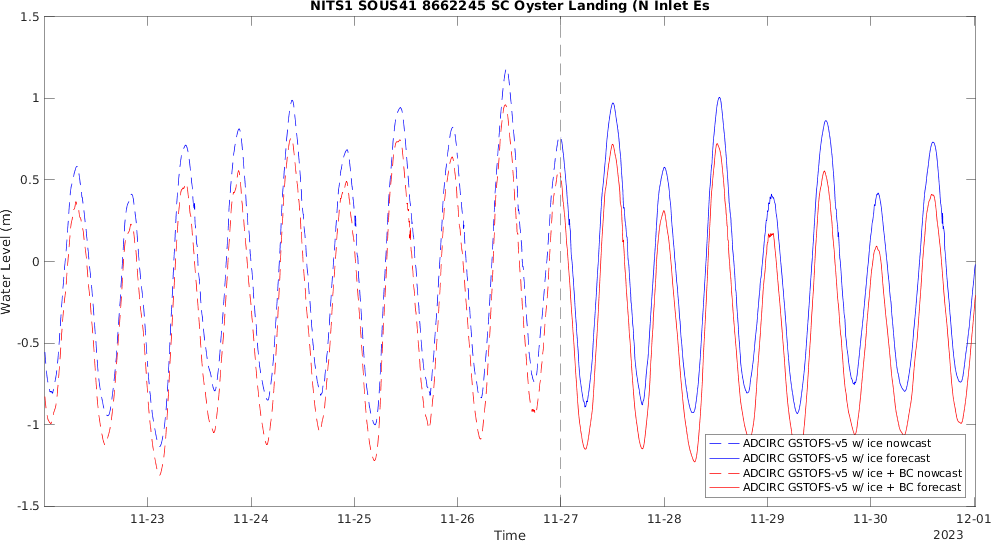 NITS1 SOUS41 8662245 SC Oyster Landing (N Inlet Es
1.5
1
0.5
0
-0.5
-1
-1.5
Water Level (m)
11-23
11-24
11-25
11-26
11-27
11-28
11-29
11-30
12-01
Time
2023
ADCIRC GSTOFS-v5 w/ ice nowcast
ADCIRC GSTOFS-v5 w/ ice forecast
ADCIRC GSTOFS-v5 w/ ice + BC nowcast
ADCIRC GSTOFS-v5 w/ ice + BC forecast